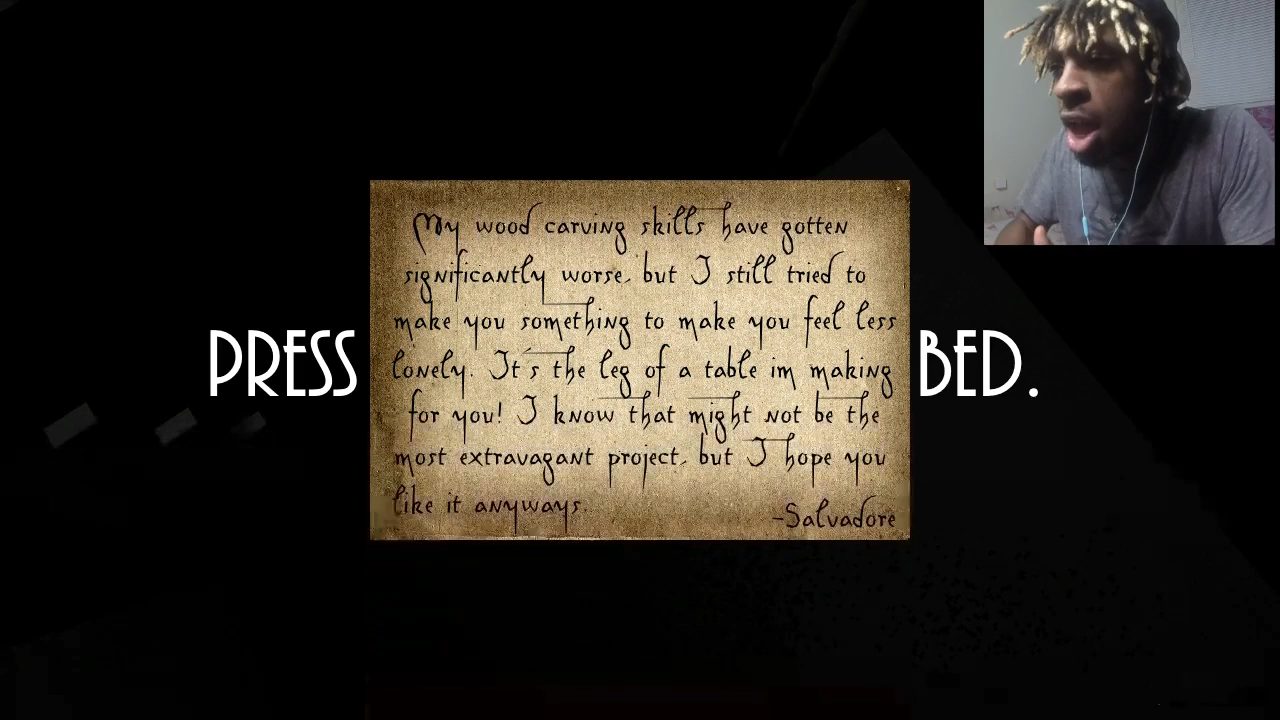 My wood carving skills have gotten
significantly worse, but I still tried to
make you something to make you feel less
lonely. It's the leg of a table im making
for you! I know that might not be the
most extravagant project, but I hope you
like it anyways.
-Salvadore
PRESS BED.